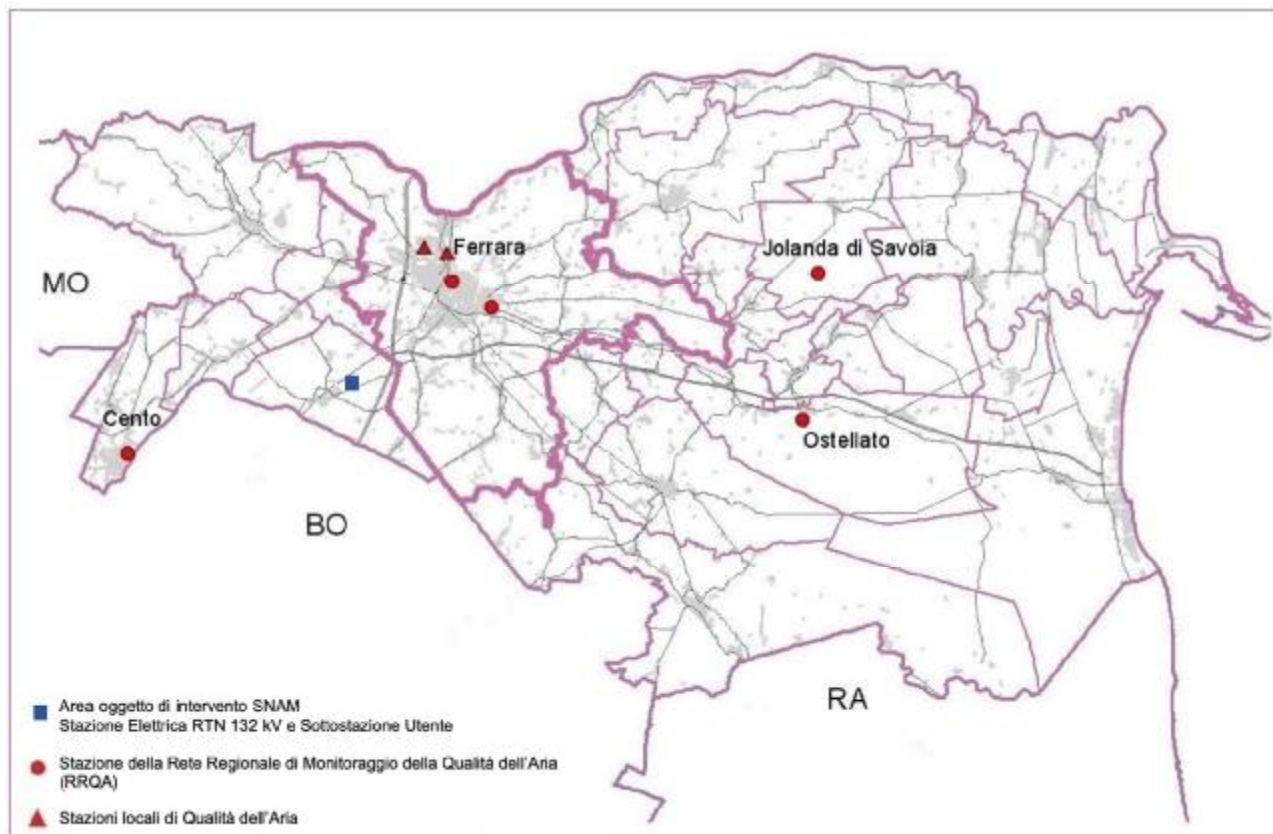 Ferrara
Jolanda di Savoia
MO
Cento
Ostellato
BO
RA
Area oggetto di intervento SNAM
Stazione Elettrica RTN 132 kV e Sottostazione Utente
Stazione della Rete Regionale di Monitoraggio della Qualità dell'Aria
(RRQA)
Stazioni locali di Qualità dell'Aria